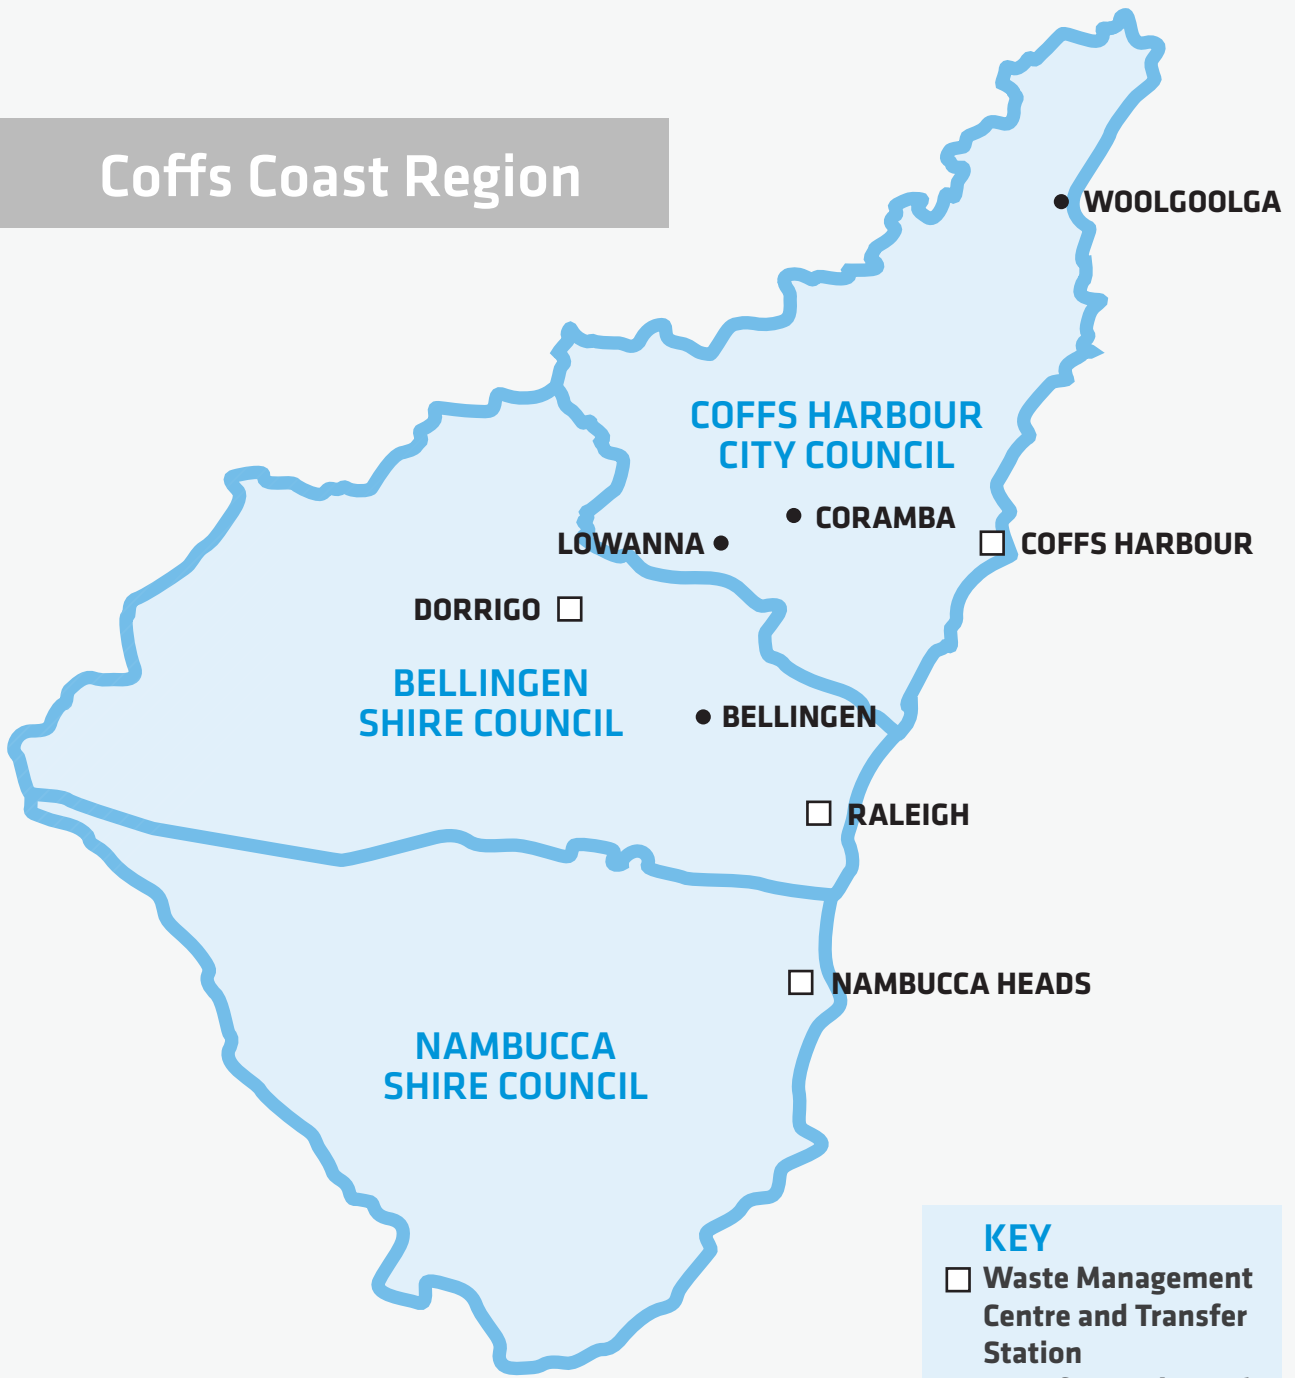 Coffs Coast Region
WOOLGOOLGA
COFFS HARBOUR
CITY COUNCIL
CORAMBA
LOWANNA
COFFS HARBOUR
DORRIGO
BELLINGEN
SHIRE COUNCIL
BELLINGEN
RALEIGH
NAMBUCCA HEADS
NAMBUCCA
SHIRE COUNCIL
KEY
Waste Management
Centre and Transfer
Station